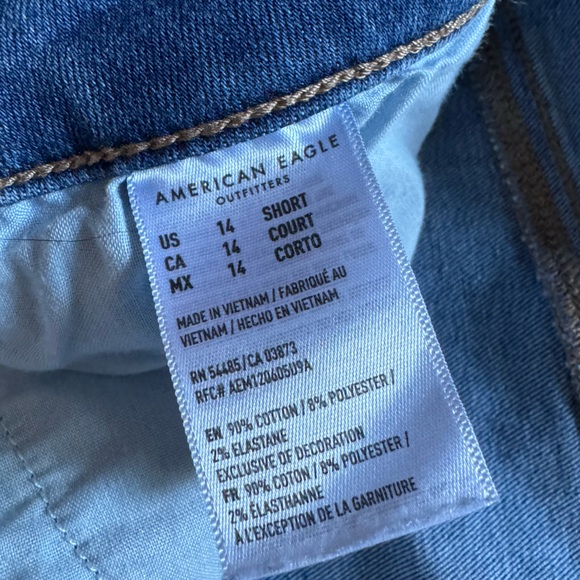 AMERICAN EAGLE
OUTFITTERS
US 14 SHORT
CA 14 COURT
MX 14 CORTO
MADE IN VIETNAM / FABRIQUÉ AU
VIETNAM / HECHO EN VIETNAM
RN 54485/CA 03873
RFC# AEM120605U9A
EN 90% COTTON / 8% POLYESTER /
2% ELASTANE
EXCLUSIVE OF DECORATION
FR 90% COTON / 8% POLYESTER /
2% ÉLASTHANNE
À L'EXCEPTION DE LA GARNITURE